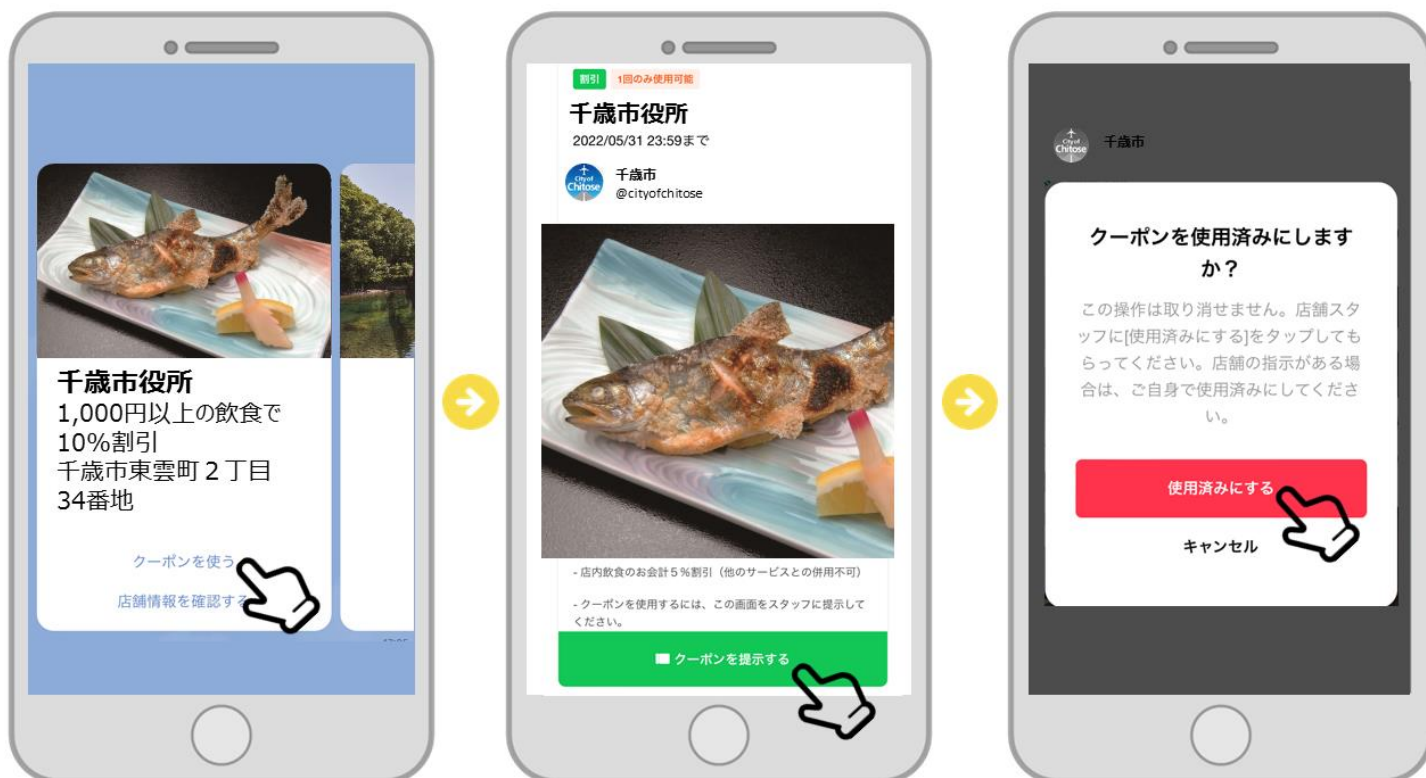 千歳市役所
1,000円以上の飲食で
10%割引
千歳市東雲町２丁目
34番地
クーポンを使う
店舗情報を確認する
割引 1回のみ使用可能
千歳市役所
2022/05/31 23:59まで
City of
Chitose
千歳市
@cityofchitose
- 店内飲食のお会計５%割引（他のサービスとの併用不可）
- クーポンを使用するには、この画面をスタッフに提示して
ください。
クーポンを提示する
City of
Chitose
千歳市
クーポンを使用済みにします
か？
この操作は取り消せません。店舗スタ
ッフに[使用済みにする]をタップしても
らってください。店舗の指示がある場
合は、ご自身で使用済みにしてくださ
い。
使用済みにする
キャンセル